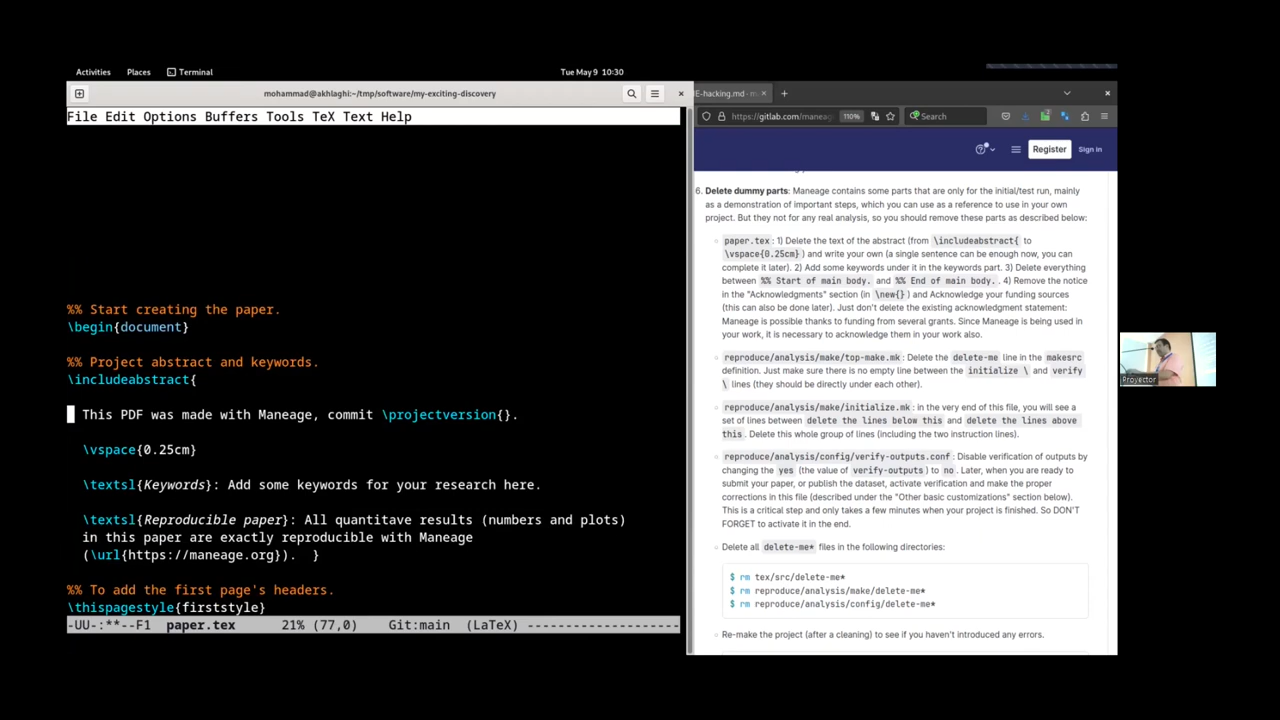 Activities Places Terminal Tue May 9 10:30
mohammad@akhlaghi:~/tmp/software/my-exciting-discovery
File Edit Options Buffers Tools TeX Text Help
%% Start creating the paper.
\begin{document}
%% Project abstract and keywords.
\includeabstract{
This PDF was made with Maneage, commit \projectversion{}.
\vspace{0.25cm}
\textsl{Keywords}: Add some keywords for your research here.
\textsl{Reproducible paper}: All quantitave results (numbers and plots)
in this paper are exactly reproducible with Maneage
(\url{https://maneage.org}). }
%% To add the first page's headers.
\thispagestyle{firststyle}
-UU-:**--F1 paper.tex 21% (77,0) Git:main (LaTeX) -------------------
E-hacking.md - m
https://gitlab.com/maneag 110% Search
Register Sign in
6. Delete dummy parts: Maneage contains some parts that are only for the initial/test run, mainly
as a demonstration of important steps, which you can use as a reference to use in your own
project. But they not for any real analysis, so you should remove these parts as described below:
paper.tex : 1) Delete the text of the abstract (from \includeabstract{ to
\vspace{0.25cm} ) and write your own (a single sentence can be enough now, you can
complete it later). 2) Add some keywords under it in the keywords part. 3) Delete everything
between %% Start of main body. and %% End of main body. . 4) Remove the notice
in the "Acknowledgments" section (in \new{} ) and Acknowledge your funding sources
(this can also be done later). Just don't delete the existing acknowledgment statement:
Maneage is possible thanks to funding from several grants. Since Maneage is being used in
your work, it is necessary to acknowledge them in your work also.
reproduce/analysis/make/top-make.mk : Delete the delete-me line in the makesrc
definition. Just make sure there is no empty line between the initialize \ and verify
\ lines (they should be directly under each other).
reproduce/analysis/make/initialize.mk : in the very end of this file, you will see a
set of lines between delete the lines below this and delete the lines above
this . Delete this whole group of lines (including the two instruction lines).
reproduce/analysis/config/verify-outputs.conf : Disable verification of outputs by
changing the yes (the value of verify-outputs ) to no . Later, when you are ready to
submit your paper, or publish the dataset, activate verification and make the proper
corrections in this file (described under the "Other basic customizations" section below).
This is a critical step and only takes a few minutes when your project is finished. So DON'T
FORGET to activate it in the end.
Delete all delete-me* files in the following directories:
$ rm tex/src/delete-me*
$ rm reproduce/analysis/make/delete-me*
$ rm reproduce/analysis/config/delete-me*
Re-make the project (after a cleaning) to see if you haven't introduced any errors.
Proyector